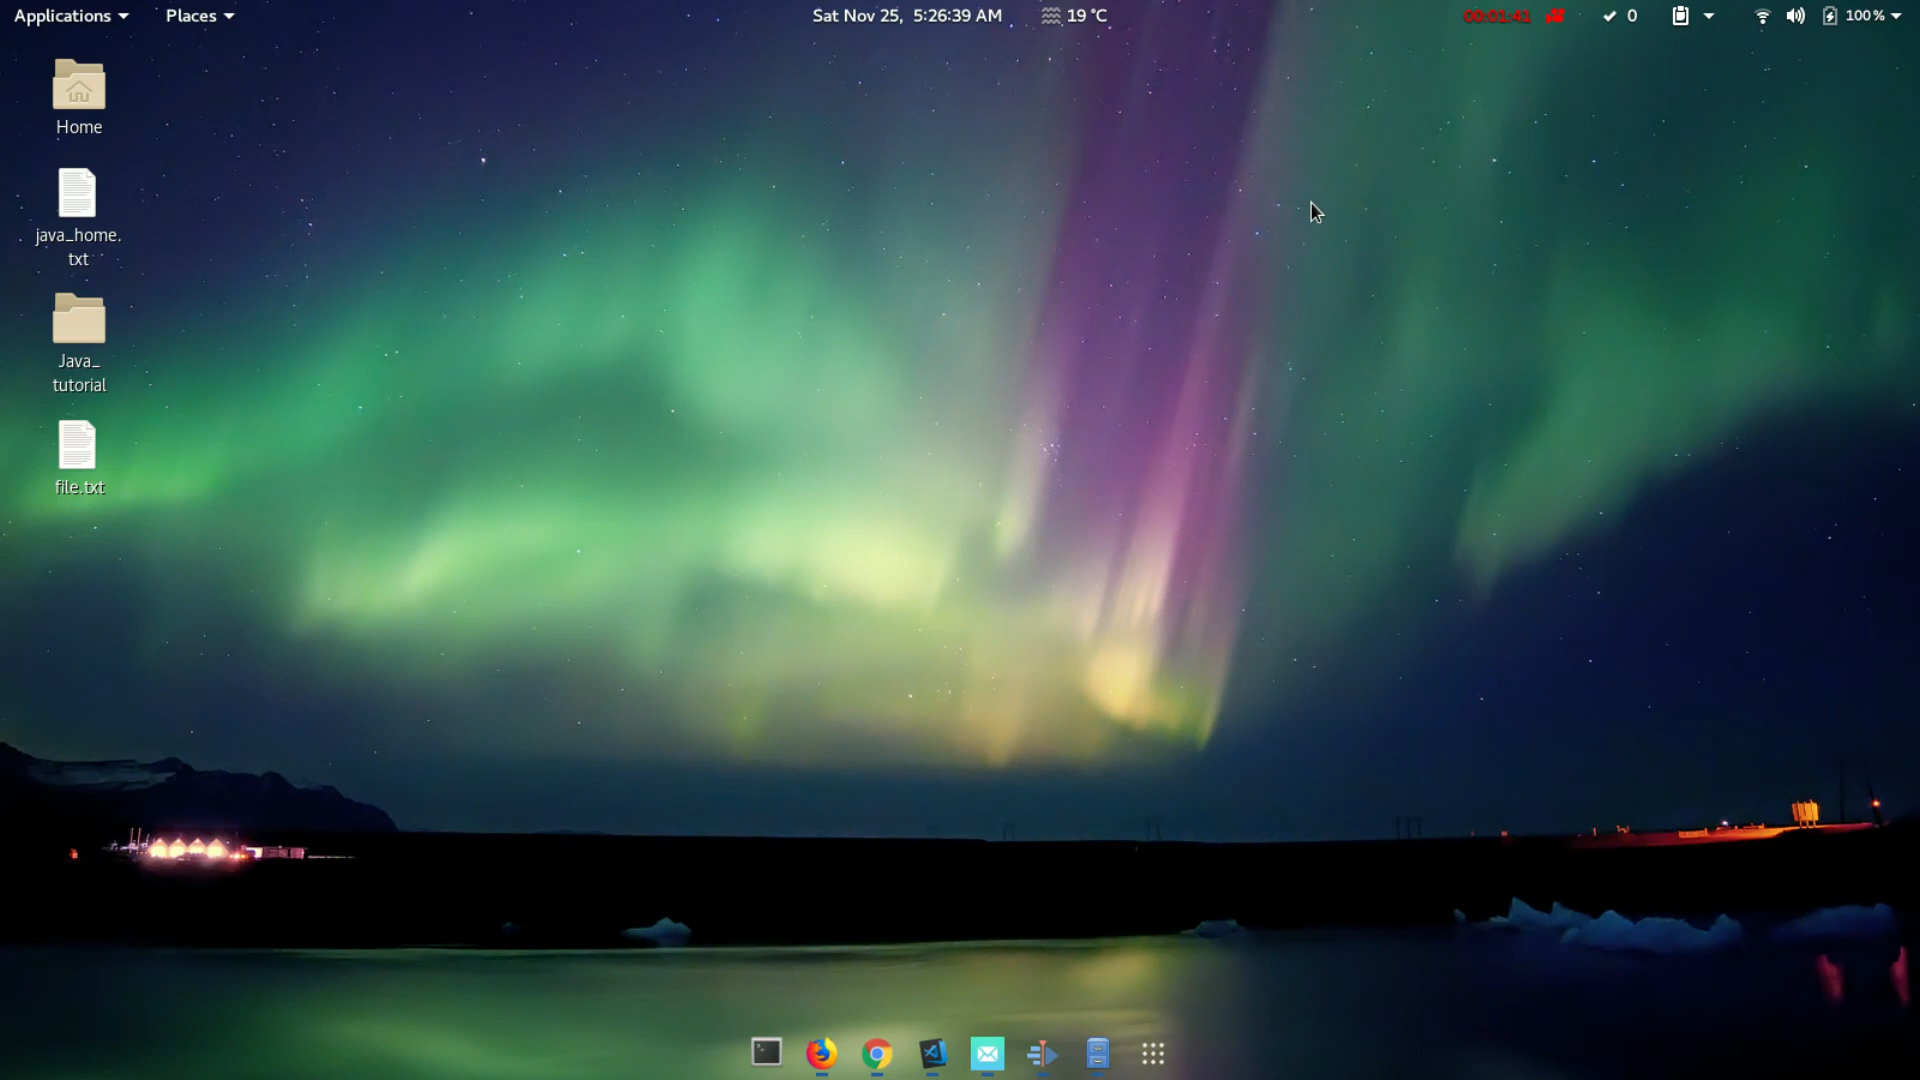 Applications Places Sat Nov 25, 5:26:39 AM 19 °C 00:01:41 0 100%
Home
java_home.
txt
Java_
tutorial
file.txt